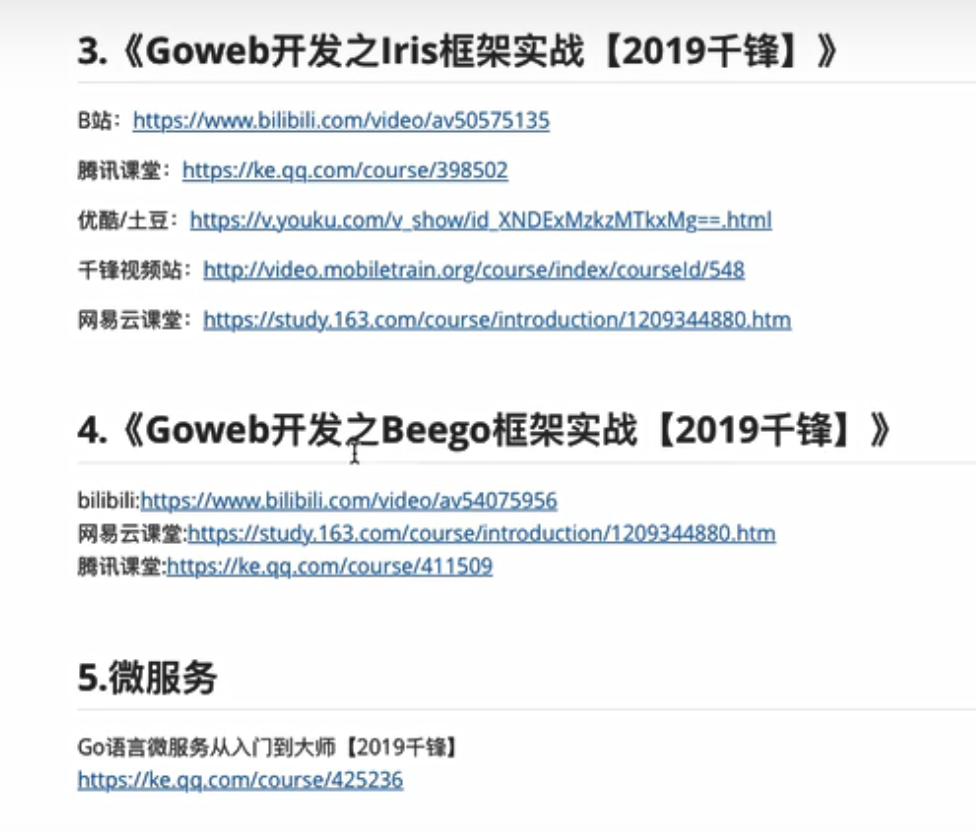 3.《Goweb开发之Iris框架实战【2019千锋】》
B站：https://www.bilibili.com/video/av50575135
腾讯课堂：https://ke.qq.com/course/398502
优酷/土豆：https://v.youku.com/v_show/id_XNDExMzkzMTkxMg==.html
千锋视频站：http://video.mobiletrain.org/course/index/courseId/548
网易云课堂：https://study.163.com/course/introduction/1209344880.htm
4.《Goweb开发之Beego框架实战【2019千锋】》
bilibili:https://www.bilibili.com/video/av54075956
网易云课堂:https://study.163.com/course/introduction/1209344880.htm
腾讯课堂:https://ke.qq.com/course/411509
5.微服务
Go语言微服务从入门到大师【2019千锋】
https://ke.qq.com/course/425236